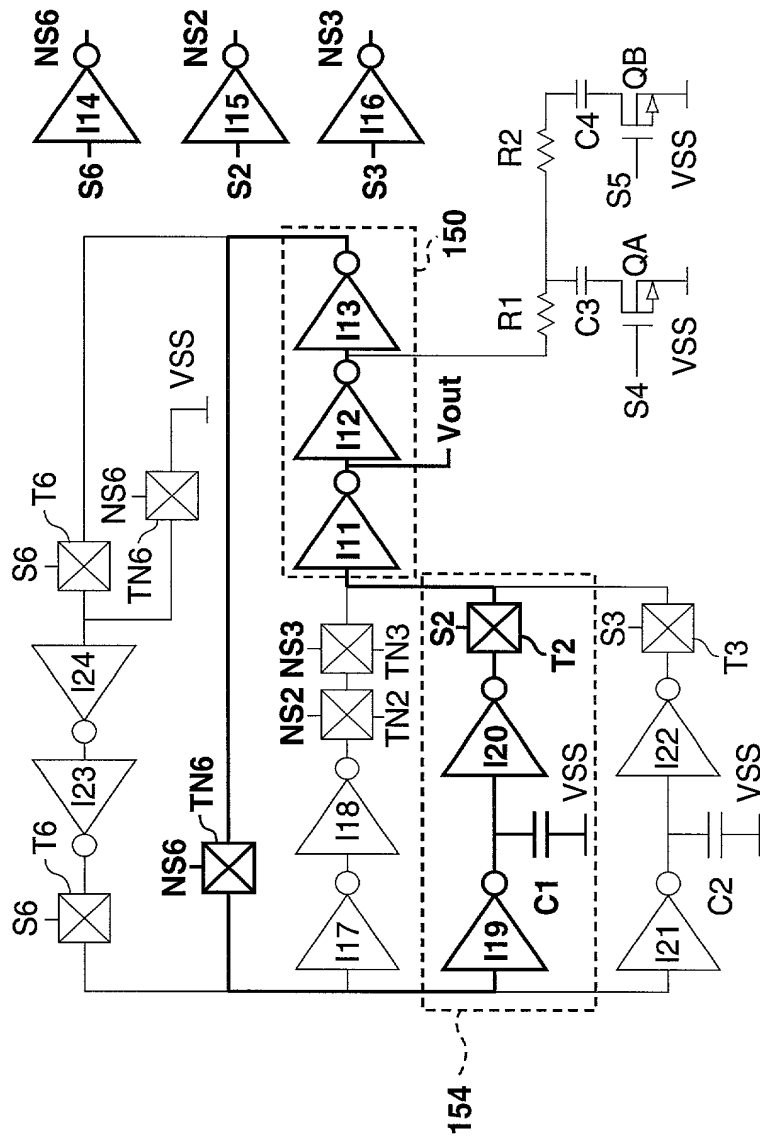 S6 I14 NS6
S2 I15 NS2
S3 I16 NS3
S6 T6 I23 I24 S6 T6
TN6 NS6 VSS
NS6 TN6
I17 I18 NS2 NS3
TN2 TN3
I11 I12 I13
150
Vout
154
I19 I20 S2
T2
C1 VSS
I21 I22 S3
T3
C2 VSS
R1 R2
C3 QA C4 QB
S4 VSS S5 VSS